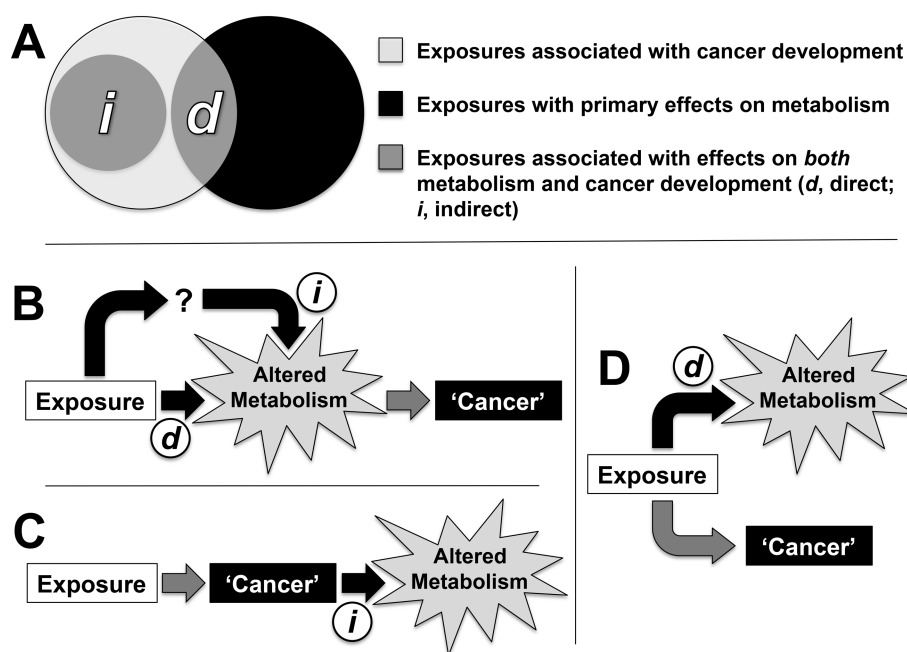 A
i
d
Exposures associated with cancer development
Exposures with primary effects on metabolism
Exposures associated with effects on both
metabolism and cancer development (d, direct;
i, indirect)
B
?
i
Altered
Metabolism
Exposure
d
‘Cancer’
C
Exposure
‘Cancer’
i
Altered
Metabolism
D
d
Altered
Metabolism
Exposure
‘Cancer’